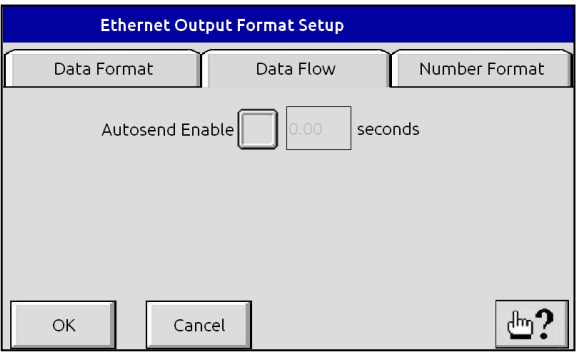 Ethernet Output Format Setup
Data Format Data Flow Number Format
Autosend Enable 0.00 seconds
OK Cancel ?